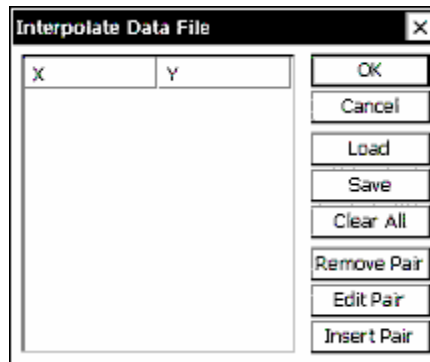 Interpolate Data File
X Y
OK
Cancel
Load
Save
Clear All
Remove Pair
Edit Pair
Insert Pair